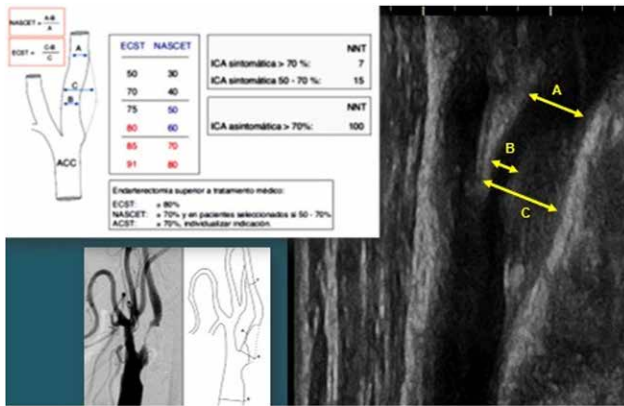 NASCET = A-B
A
A
ECST = C-B
C
C
B
ACC
ECST NASCET
50 30
70 40
75 50
80 60
85 70
91 80
NNT
ICA sintomática > 70 %: 7
ICA sintomática 50 - 70 %: 15
NNT
ICA asintomática > 70%: 100
Endarterectomia superior a tratamiento médico:
ECST: ≥ 80%
NASCET: ≥ 70% y en pacientes seleccionados si 50 - 70%
ACST: ≥ 70%, individualizar indicación.
A
B
C